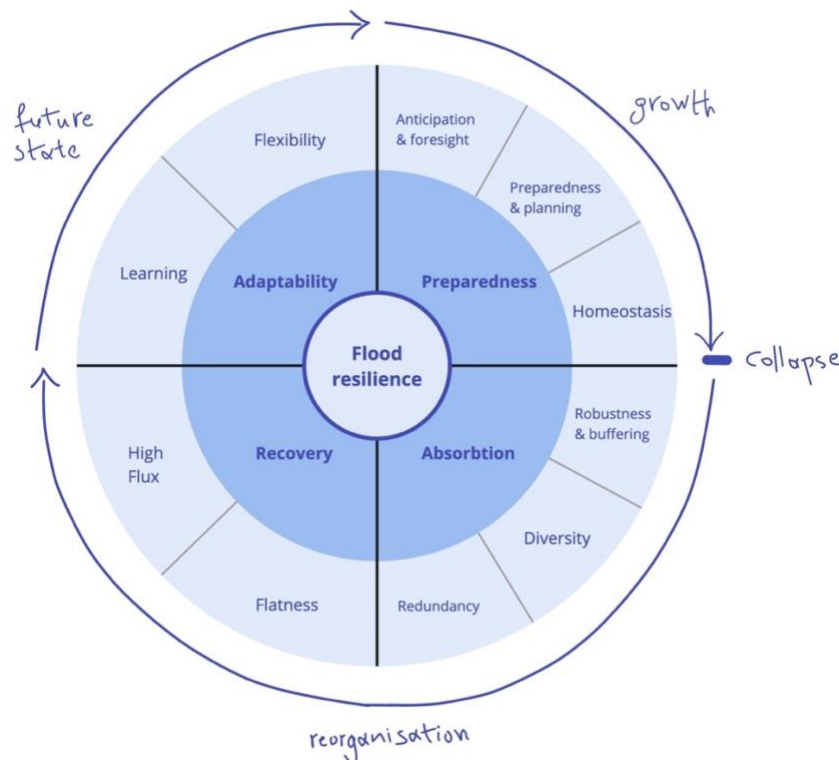 future
state
growth
collapse
reorganisation
Flexibility
Anticipation
& foresight
Preparedness
& planning
Learning
Homeostasis
Adaptability
Preparedness
Flood
resilience
Recovery
Absorbtion
Robustness
& buffering
High
Flux
Diversity
Flatness
Redundancy